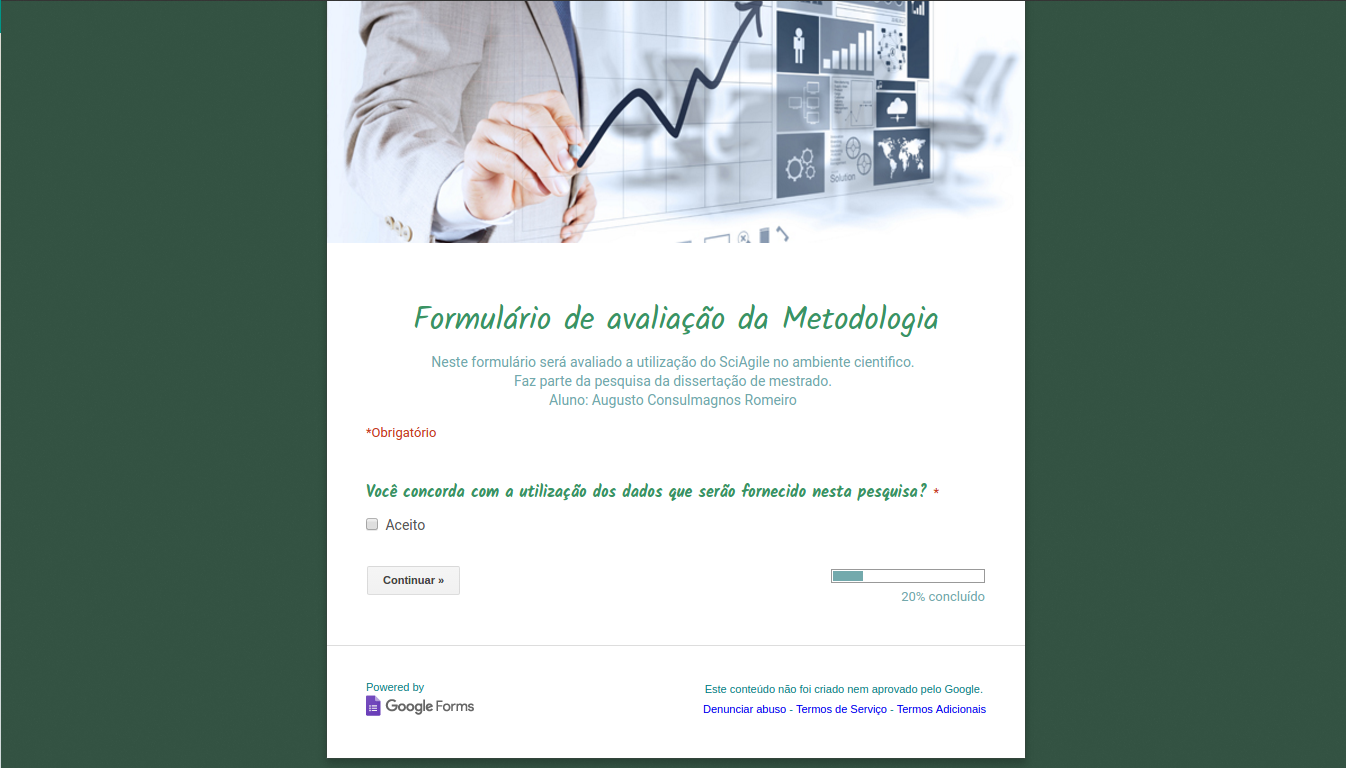 Solution
Formulário de avaliação da Metodologia
Neste formulário será avaliado a utilização do SciAgile no ambiente cientifico.
Faz parte da pesquisa da dissertação de mestrado.
Aluno: Augusto Consulmagnos Romeiro
*Obrigatório
Você concorda com a utilização dos dados que serão fornecido nesta pesquisa? *
Aceito
Continuar »
20% concluído
Powered by
Google Forms
Este conteúdo não foi criado nem aprovado pelo Google.
Denunciar abuso - Termos de Serviço - Termos Adicionais